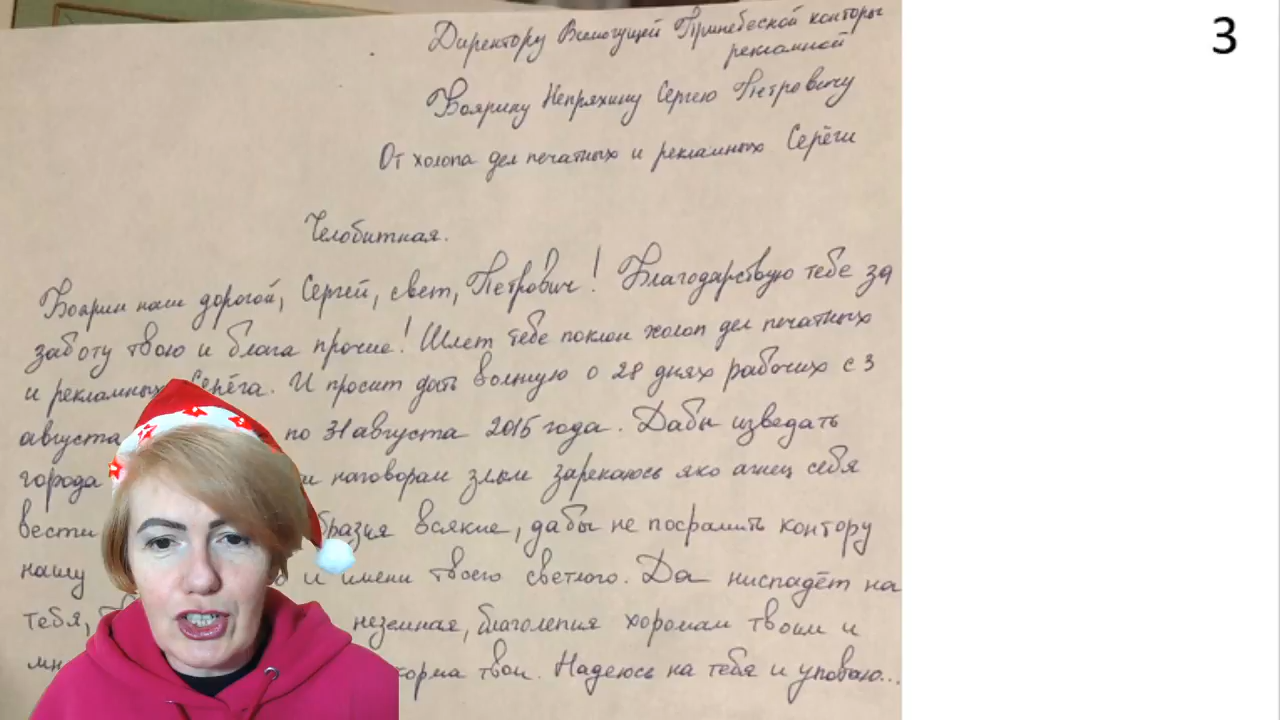 3
Директору Всемогущей Принебеской конторы
рекламной
Боярину Непряхину Сергею Петровичу
От холопа дел печатных и рекламных Серёги
Челобитная.
Боярин наш дорогой, Сергей, свет, Петрович! Благодарствую тебе за
заботу твою и блага прочие! Шлет тебе поклон холоп дел печатных
и рекламных Серёга. И просит дать вольную о 28 днях рабочих с 3
августа по 31 августа 2015 года. Дабы изведать
города наговорам злым зарекаюсь яко агнец себя
вести всякие, дабы не посрамить контору
нашу и имени твоего светлого. Да ниспадёт на
тебя, неземная, благолепия хоромам твоим и
твои. Надеюсь на тебя и уповаю...